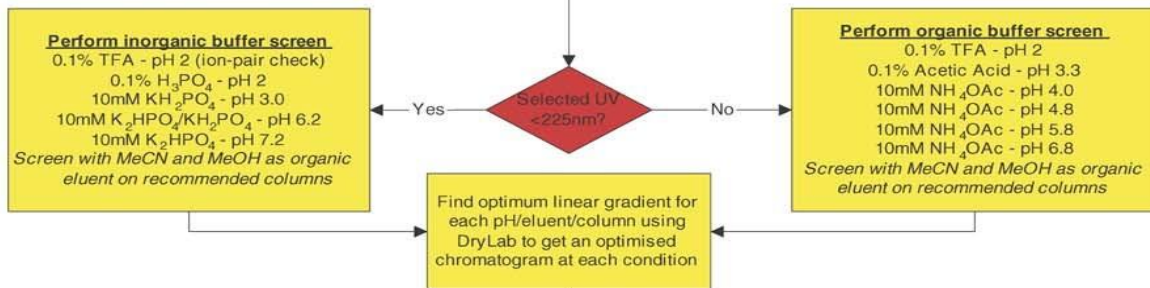 Perform inorganic buffer screen
0.1% TFA - pH 2 (ion-pair check)
0.1% H₃PO₄ - pH 2
10mM KH₂PO₄ - pH 3.0
10mM K₂HPO₄/KH₂PO₄ - pH 6.2
10mM K₂HPO₄ - pH 7.2
Screen with MeCN and MeOH as organic
eluent on recommended columns
Yes
Selected UV
<225nm?
No
Perform organic buffer screen
0.1% TFA - pH 2
0.1% Acetic Acid - pH 3.3
10mM NH₄OAc - pH 4.0
10mM NH₄OAc - pH 4.8
10mM NH₄OAc - pH 5.8
10mM NH₄OAc - pH 6.8
Screen with MeCN and MeOH as organic
eluent on recommended columns
Find optimum linear gradient for
each pH/eluent/column using
DryLab to get an optimised
chromatogram at each condition